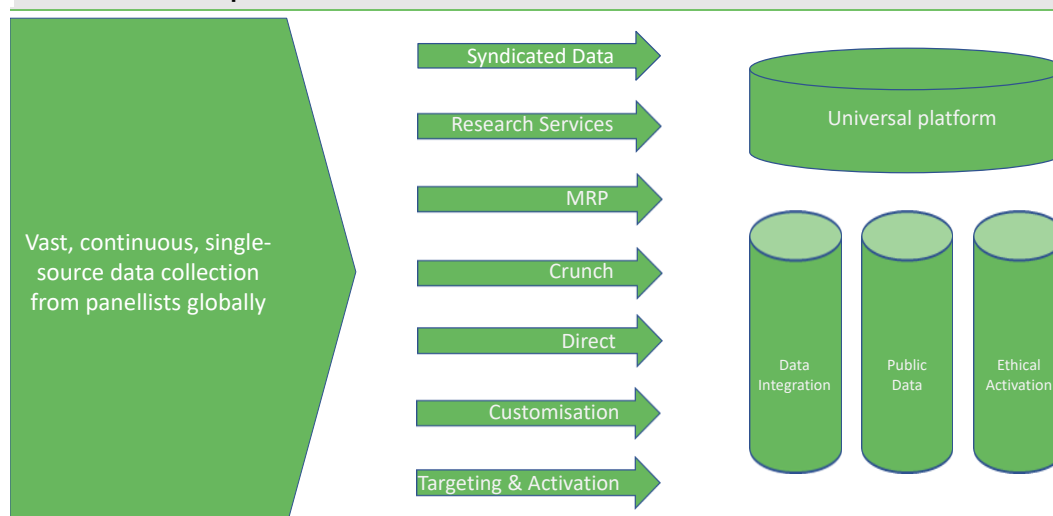 Vast, continuous, single-
source data collection
from panellists globally
Syndicated Data
Research Services
MRP
Crunch
Direct
Customisation
Targeting & Activation
Universal platform
Data
Integration
Public
Data
Ethical
Activation